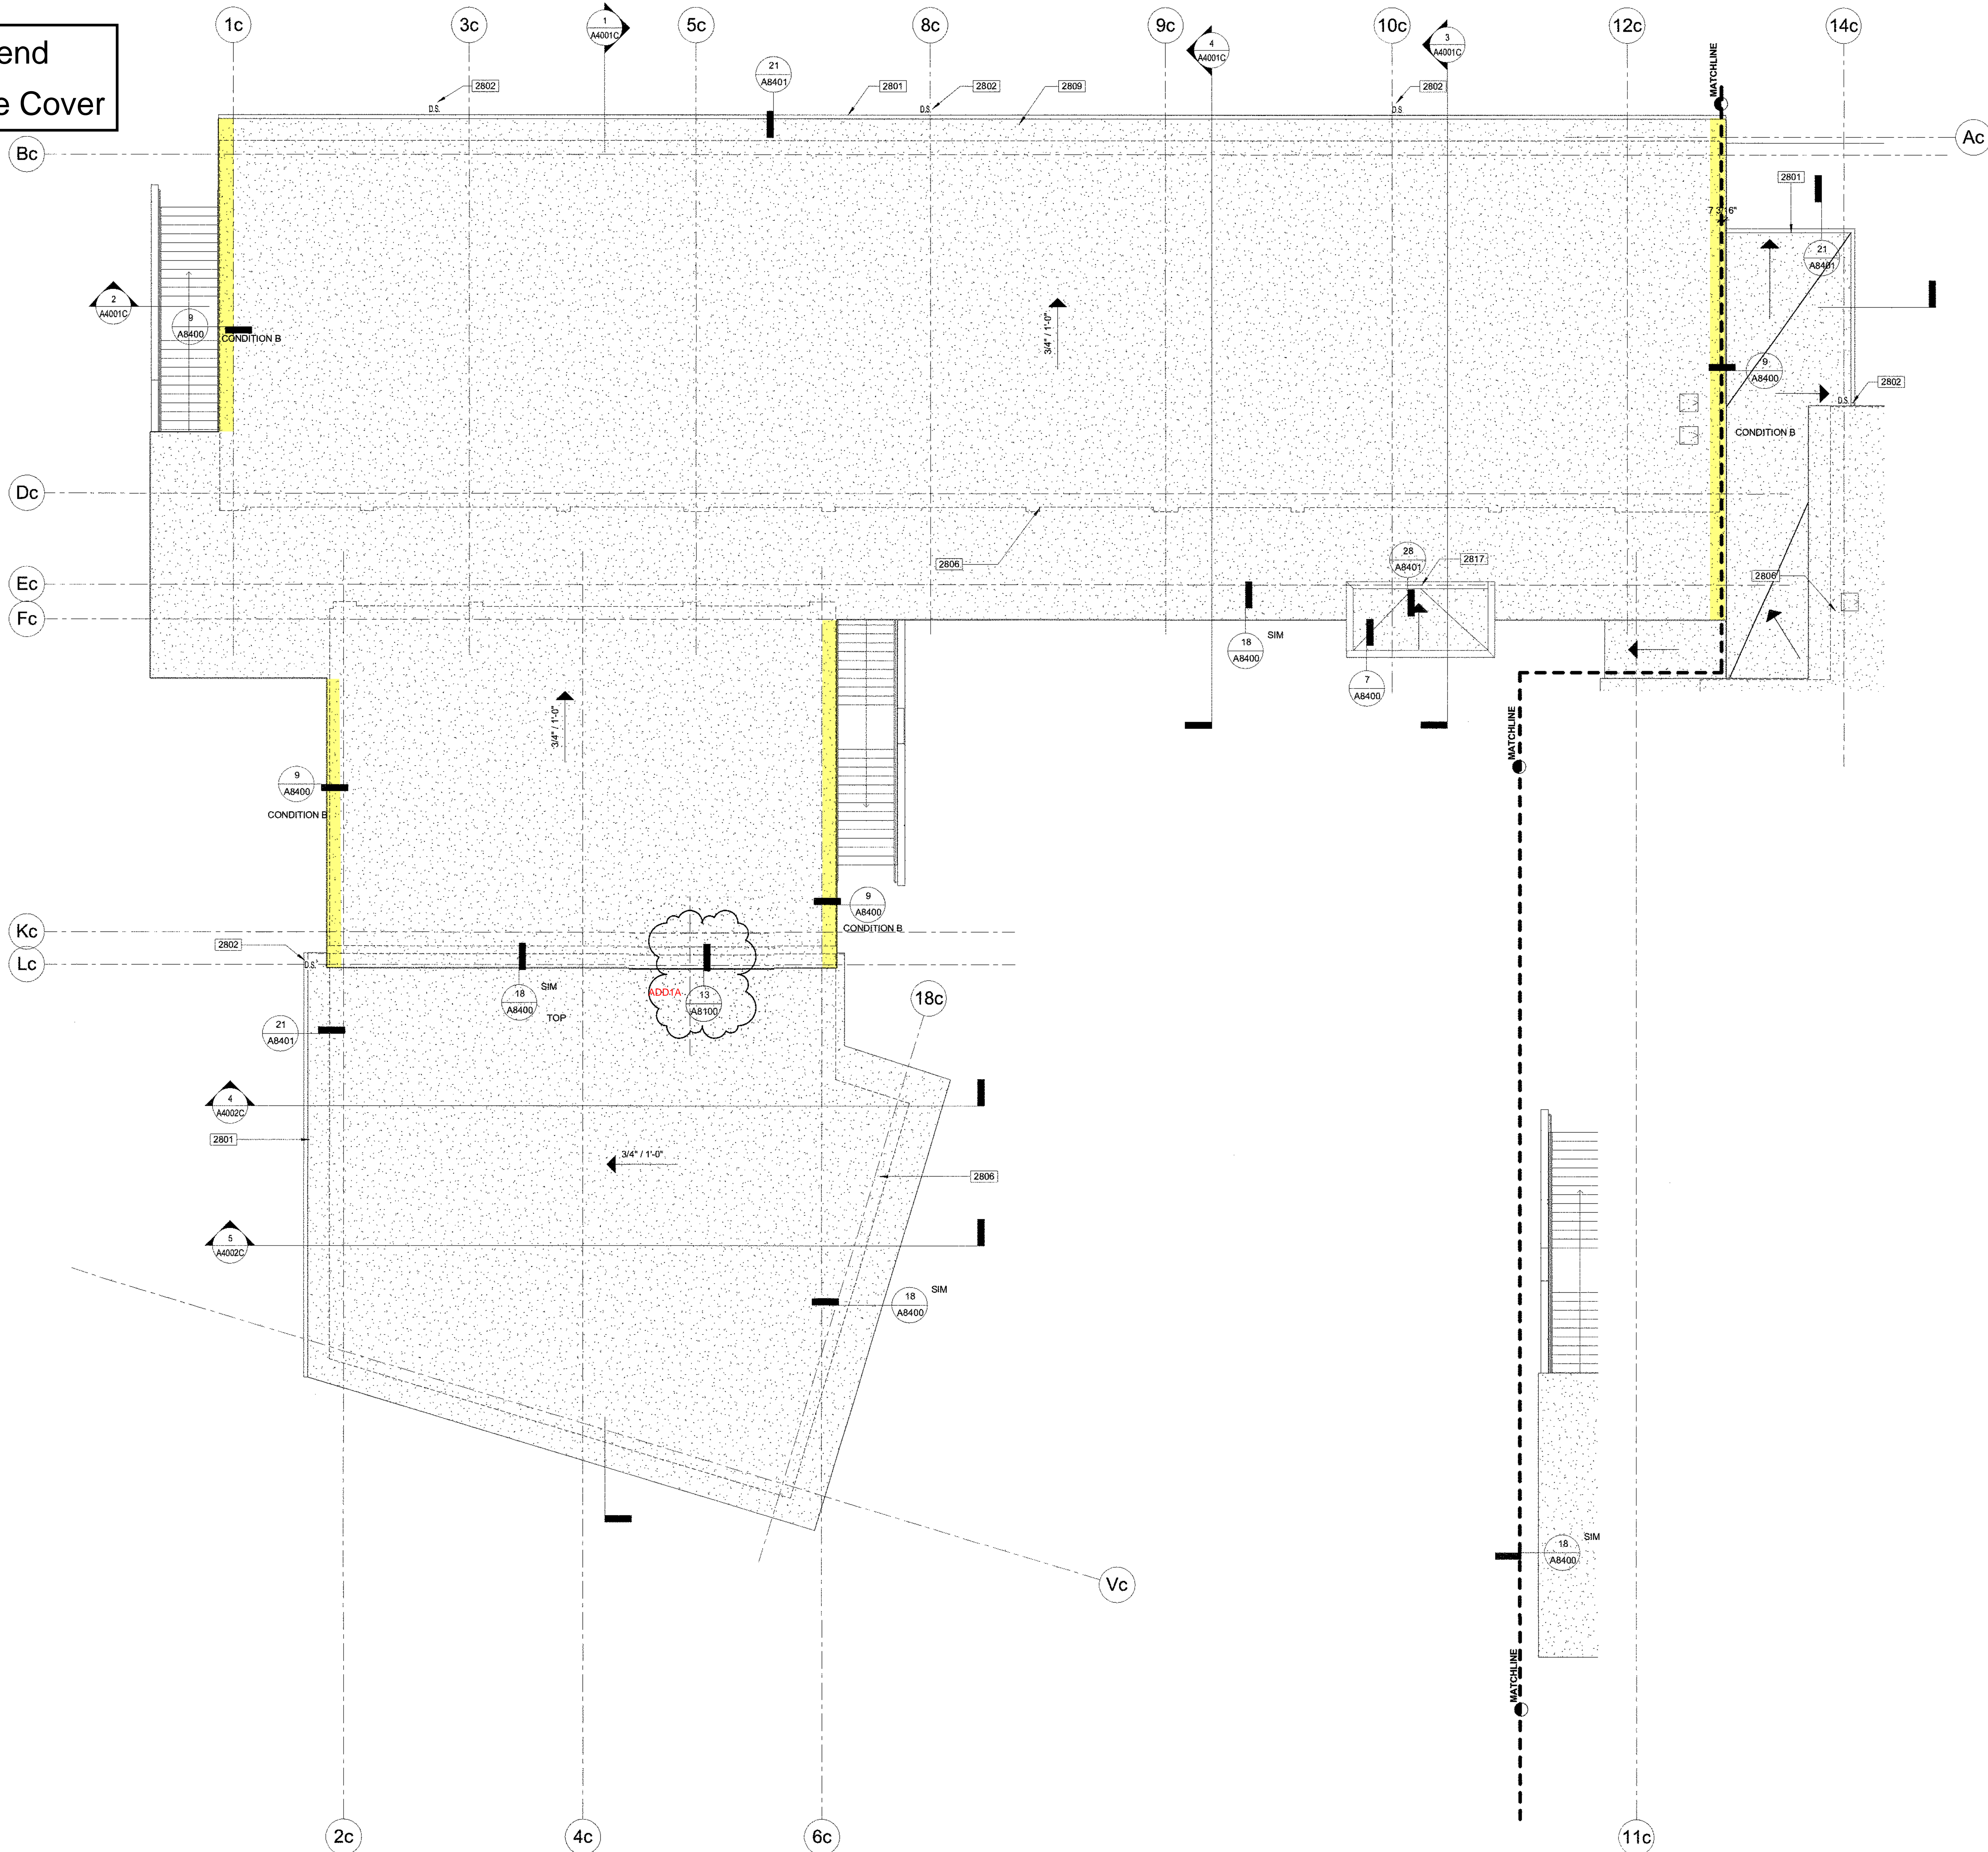 end
e Cover
1c
3c
1
A4001C
5c
8c
9c
4
A4001C
10c
3
A4001C
12c
14c
MATCHLINE
21
A8401
2802
D.S.
2801
2802
D.S.
2809
2802
D.S.
Bc
Ac
2801
7 3/16"
21
A8401
2
A4001C
9
A8400
CONDITION B
3/4" / 1'-0"
9
A8400
2802
D.S.
CONDITION B
Dc
2806
28
A8401
2817
Ec
2806
Fc
18
A8400
SIM
7
A8400
3/4" / 1'-0"
MATCHLINE
9
A8400
CONDITION B
9
A8400
CONDITION B
Kc
2802
Lc
D.S.
18
A8400
SIM
TOP
ADD1A
13
A8100
18c
21
A8401
4
A4002C
2801
3/4" / 1'-0"
2806
5
A4002C
18
A8400
SIM
18
A8400
SIM
Vc
MATCHLINE
2c
4c
6c
11c